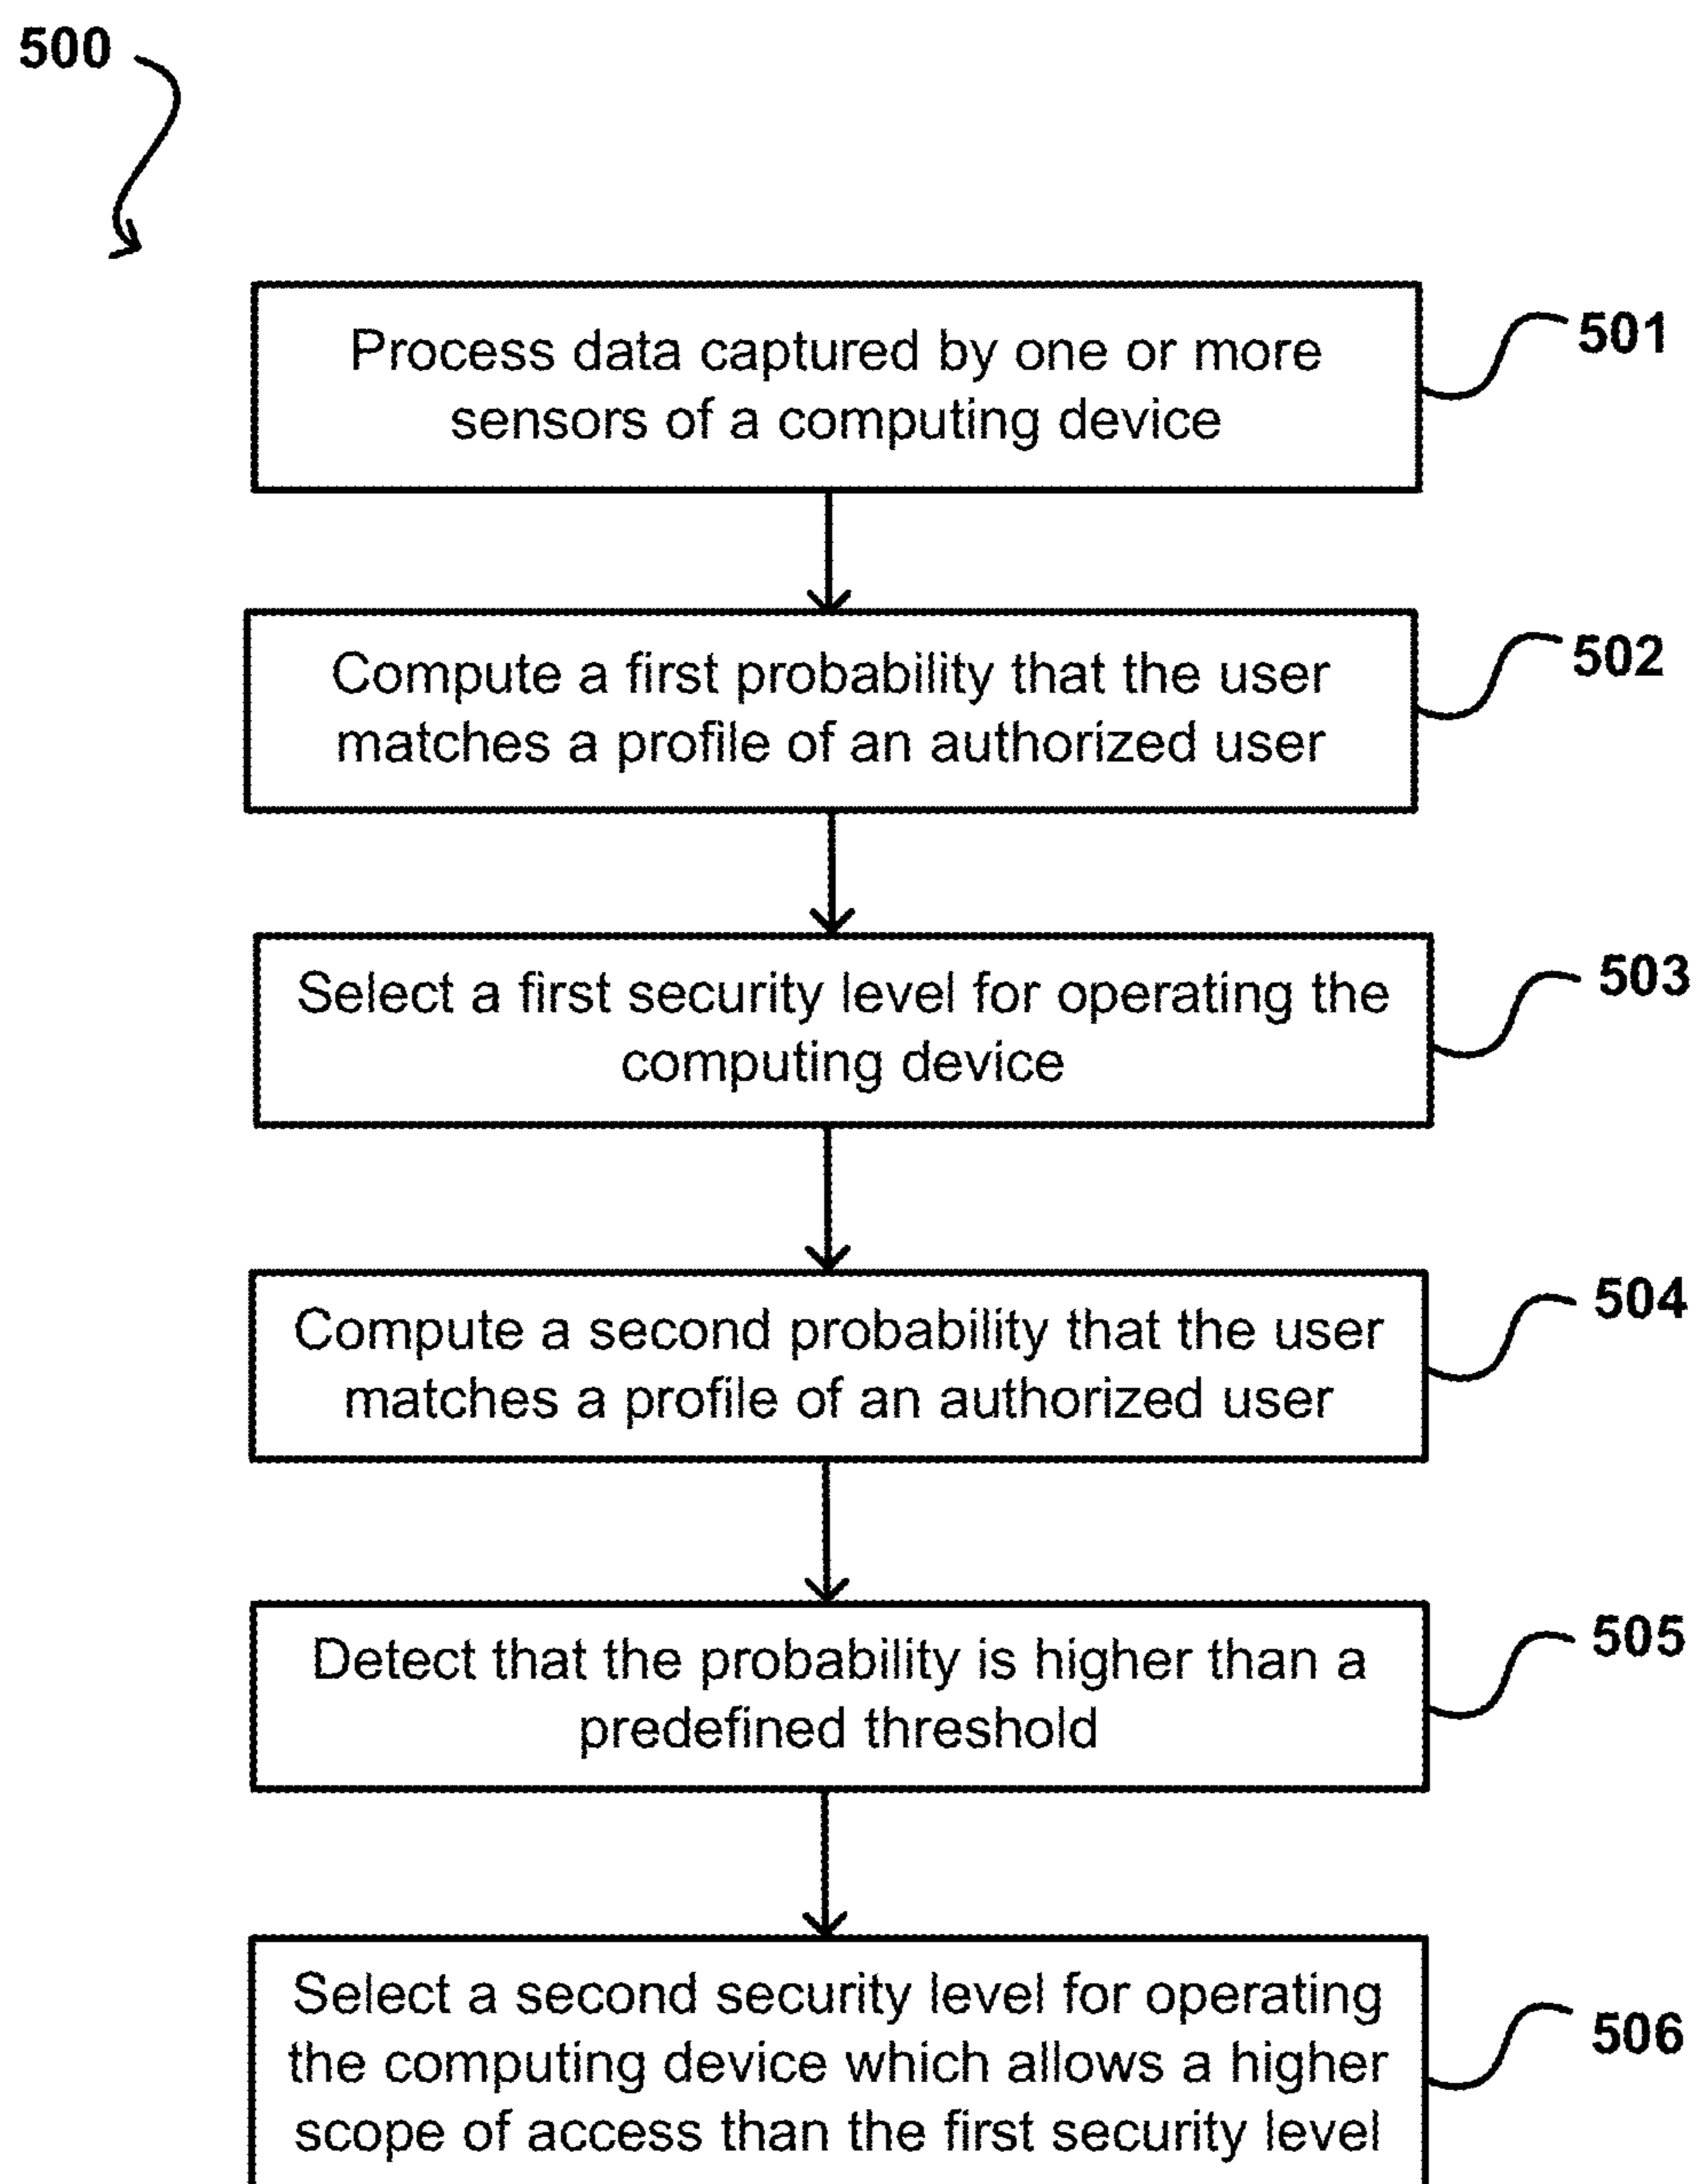 500
Process data captured by one or more
sensors of a computing device
501
Compute a first probability that the user
matches a profile of an authorized user
502
Select a first security level for operating the
computing device
503
Compute a second probability that the user
matches a profile of an authorized user
504
Detect that the probability is higher than a
predefined threshold
505
Select a second security level for operating
the computing device which allows a higher
scope of access than the first security level
506